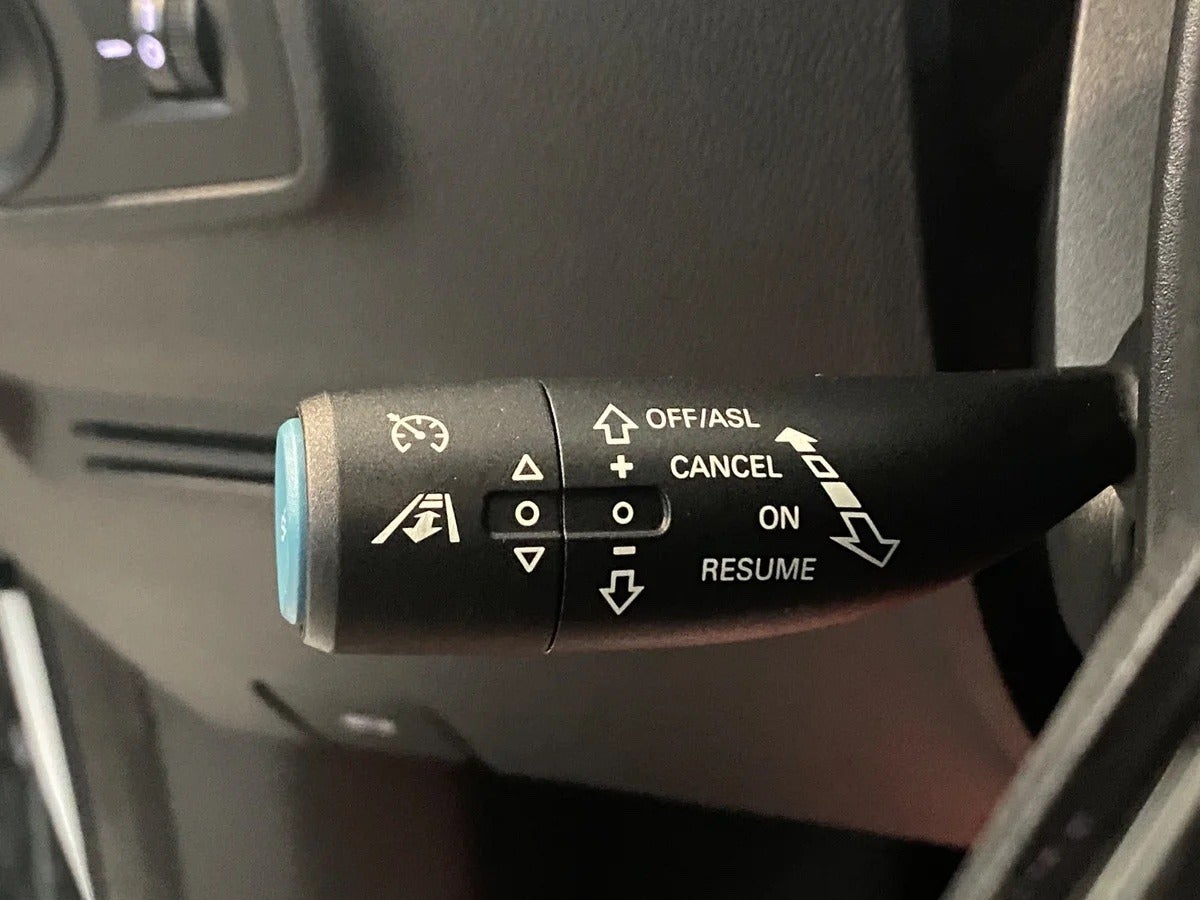 OFF/ASL
+ CANCEL
ON
-
RESUME